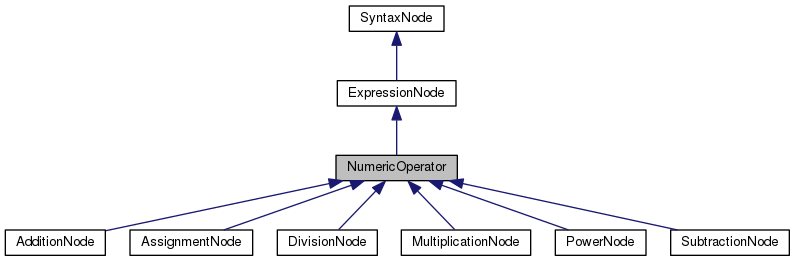 SyntaxNode
ExpressionNode
NumericOperator
AdditionNode
AssignmentNode
DivisionNode
MultiplicationNode
PowerNode
SubtractionNode